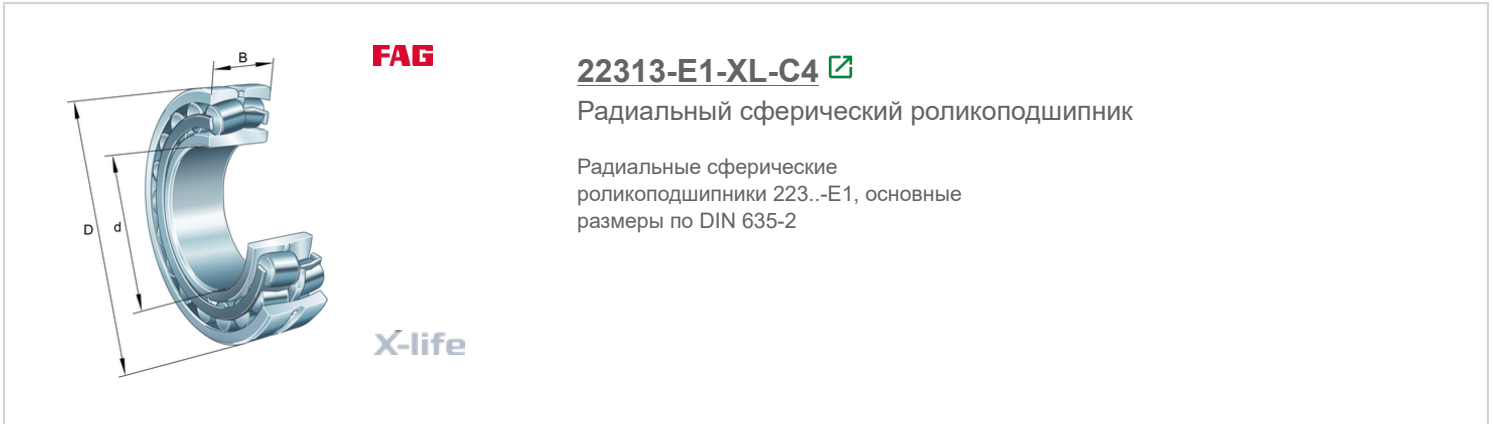 FAG
B
D
d
X-life
22313-E1-XL-C4
Радиальный сферический роликоподшипник
Радиальные сферические
роликоподшипники 223..-E1, основные
размеры по DIN 635-2